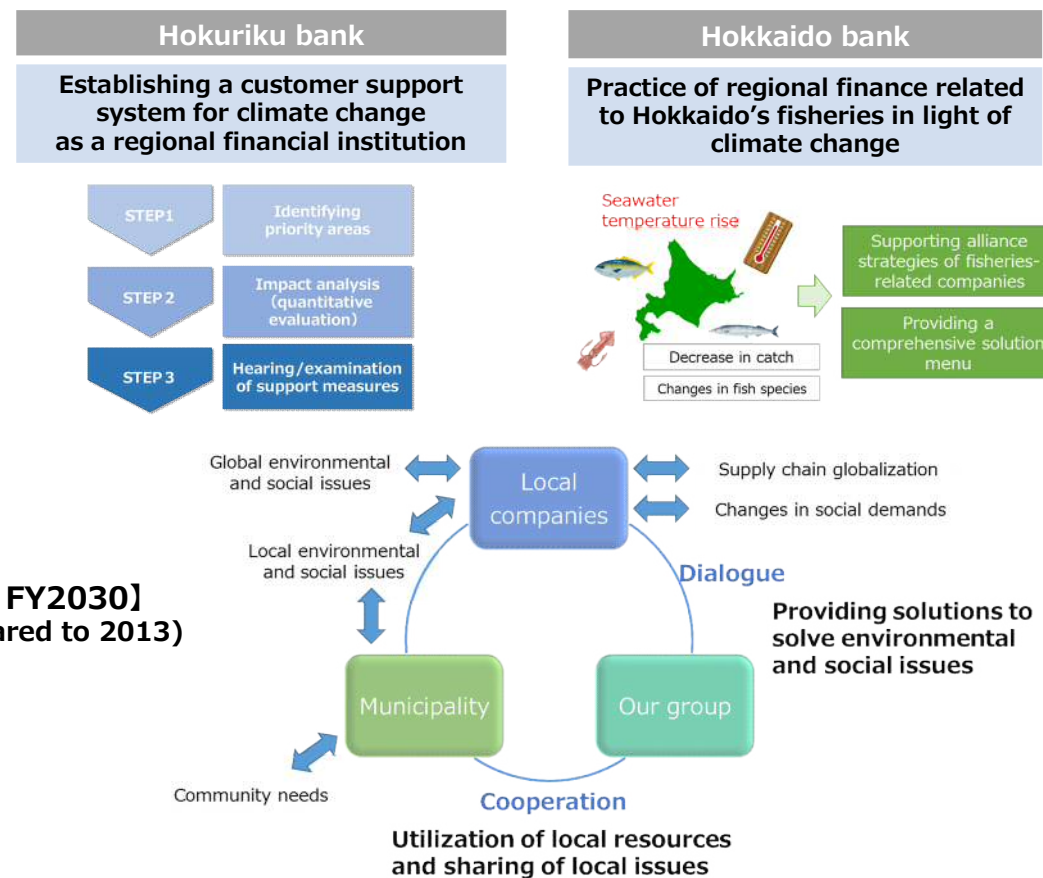 Hokuriku bank
Establishing a customer support
system for climate change
as a regional financial institution
STEP1
Identifying
priority areas
STEP 2
Impact analysis
(quantitative
evaluation)
STEP 3
Hearing/examination
of support measures
Hokkaido bank
Practice of regional finance related
to Hokkaido's fisheries in light of
climate change
Seawater
temperature rise
Decrease in catch
Changes in fish species
Supporting alliance
strategies of fisheries-
related companies
Providing a
comprehensive solution
menu
Global environmental
and social issues
Local
companies
Supply chain globalization
Changes in social demands
Local environmental
and social issues
Dialogue
FY2030】
ared to 2013)
Providing solutions to
solve environmental
and social issues
Municipality
Our group
Community needs
Cooperation
Utilization of local resources
and sharing of local issues